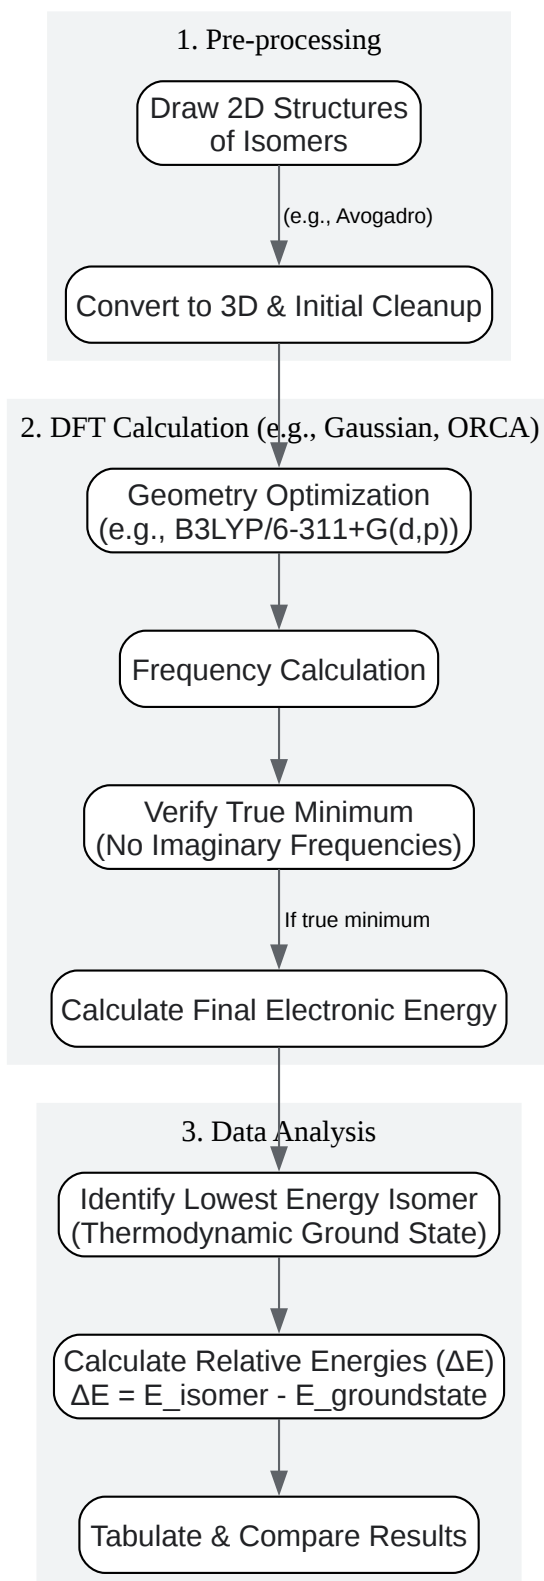 1. Pre-processing
Draw 2D Structures
of Isomers
(e.g., Avogadro)
Convert to 3D & Initial Cleanup
2. DFT Calculation (e.g., Gaussian, ORCA)
Geometry Optimization
(e.g., B3LYP/6-311+G(d,p))
Frequency Calculation
Verify True Minimum
(No Imaginary Frequencies)
If true minimum
Calculate Final Electronic Energy
3. Data Analysis
Identify Lowest Energy Isomer
(Thermodynamic Ground State)
Calculate Relative Energies (ΔE)
ΔE = E_isomer - E_groundstate
Tabulate & Compare Results